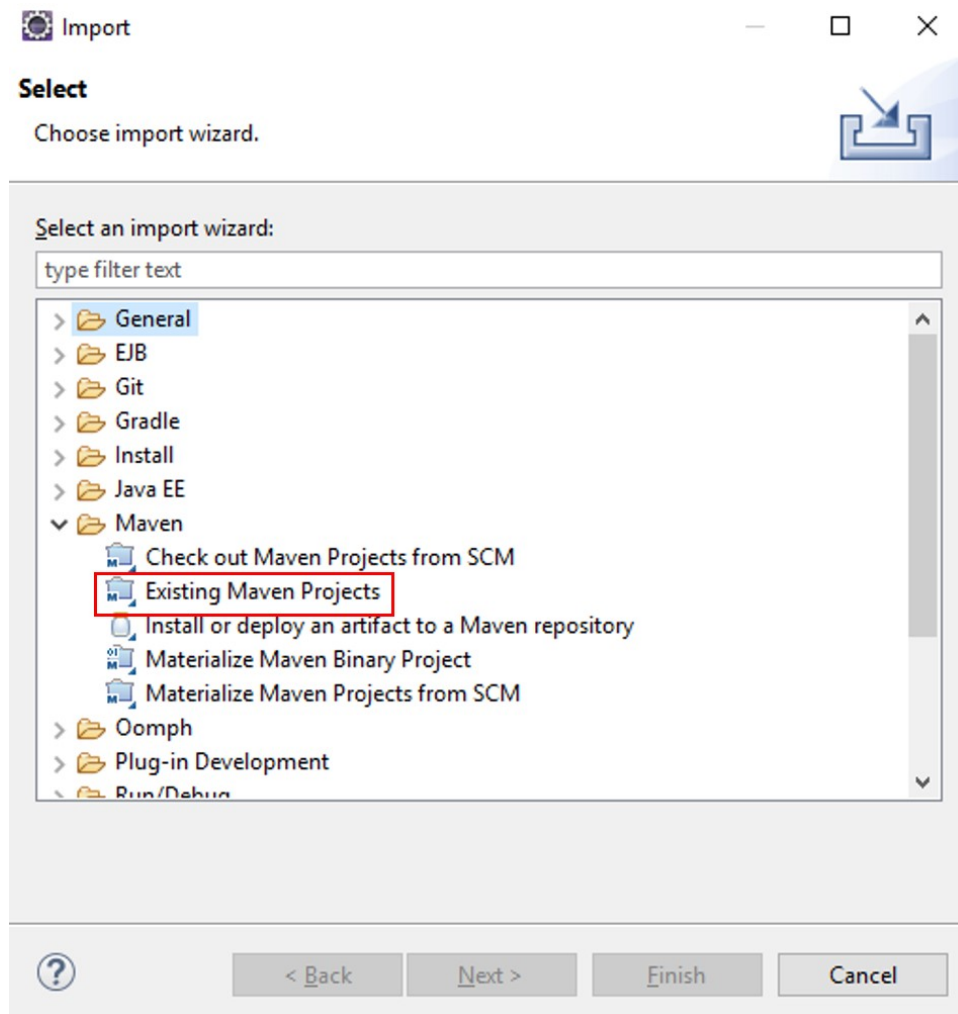 Import
Select
Choose import wizard.
Select an import wizard:
type filter text
General
EJB
Git
Gradle
Install
Java EE
Maven
Check out Maven Projects from SCM
Existing Maven Projects
Install or deploy an artifact to a Maven repository
Materialize Maven Binary Project
Materialize Maven Projects from SCM
Oomph
Plug-in Development
Run/Debug
? < Back Next > Finish Cancel